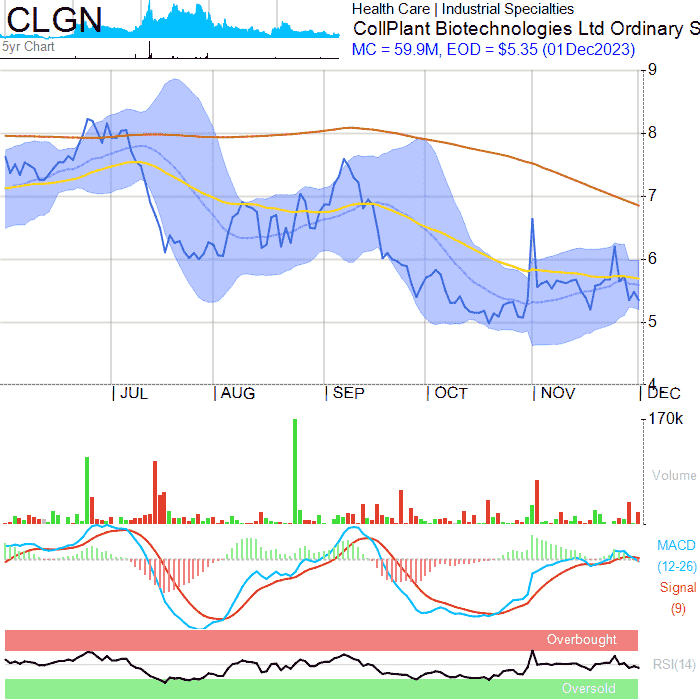 CLGN
5yr Chart
Health Care | Industrial Specialties
CollPlant Biotechnologies Ltd Ordinary S
MC = 59.9M, EOD = $5.35 (01Dec2023)
9
8
7
6
5
4
JUL
AUG
SEP
OCT
NOV
DEC
170k
Volume
MACD
(12-26)
Signal
(9)
Overbought
RSI(14)
Oversold